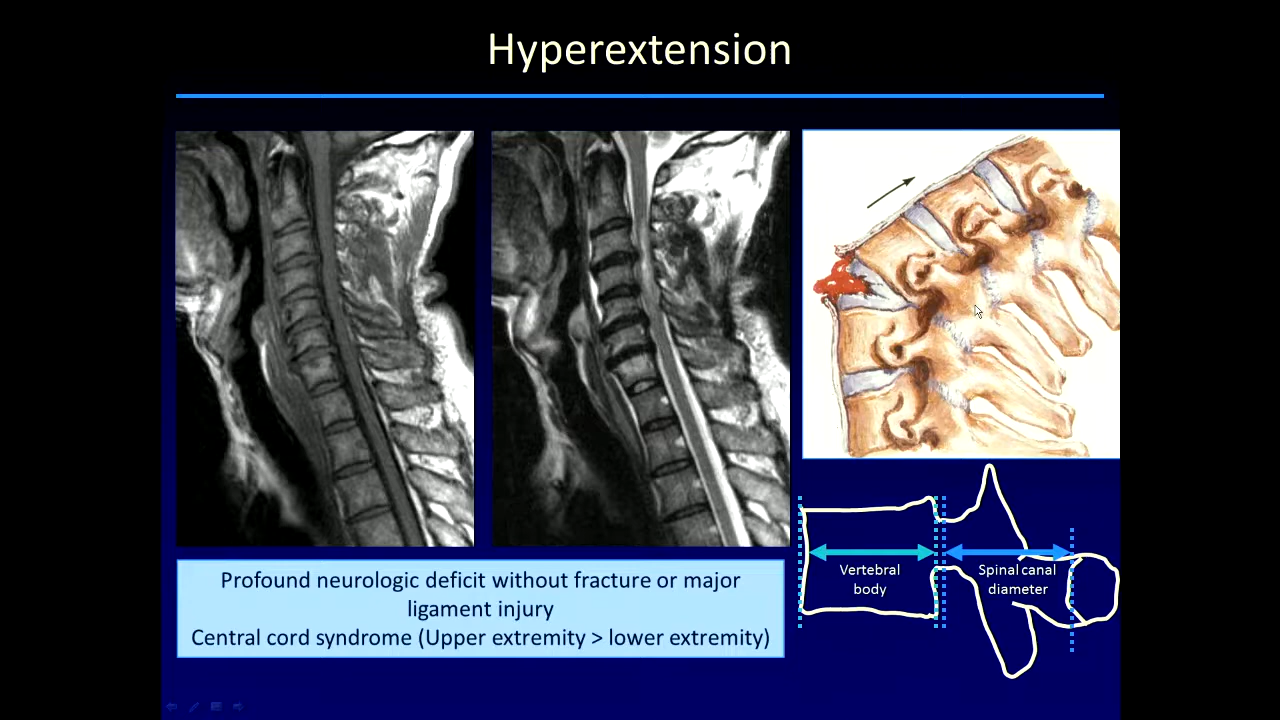 Hyperextension
Vertebral
body
Spinal canal
diameter
Profound neurologic deficit without fracture or major
ligament injury
Central cord syndrome (Upper extremity > lower extremity)